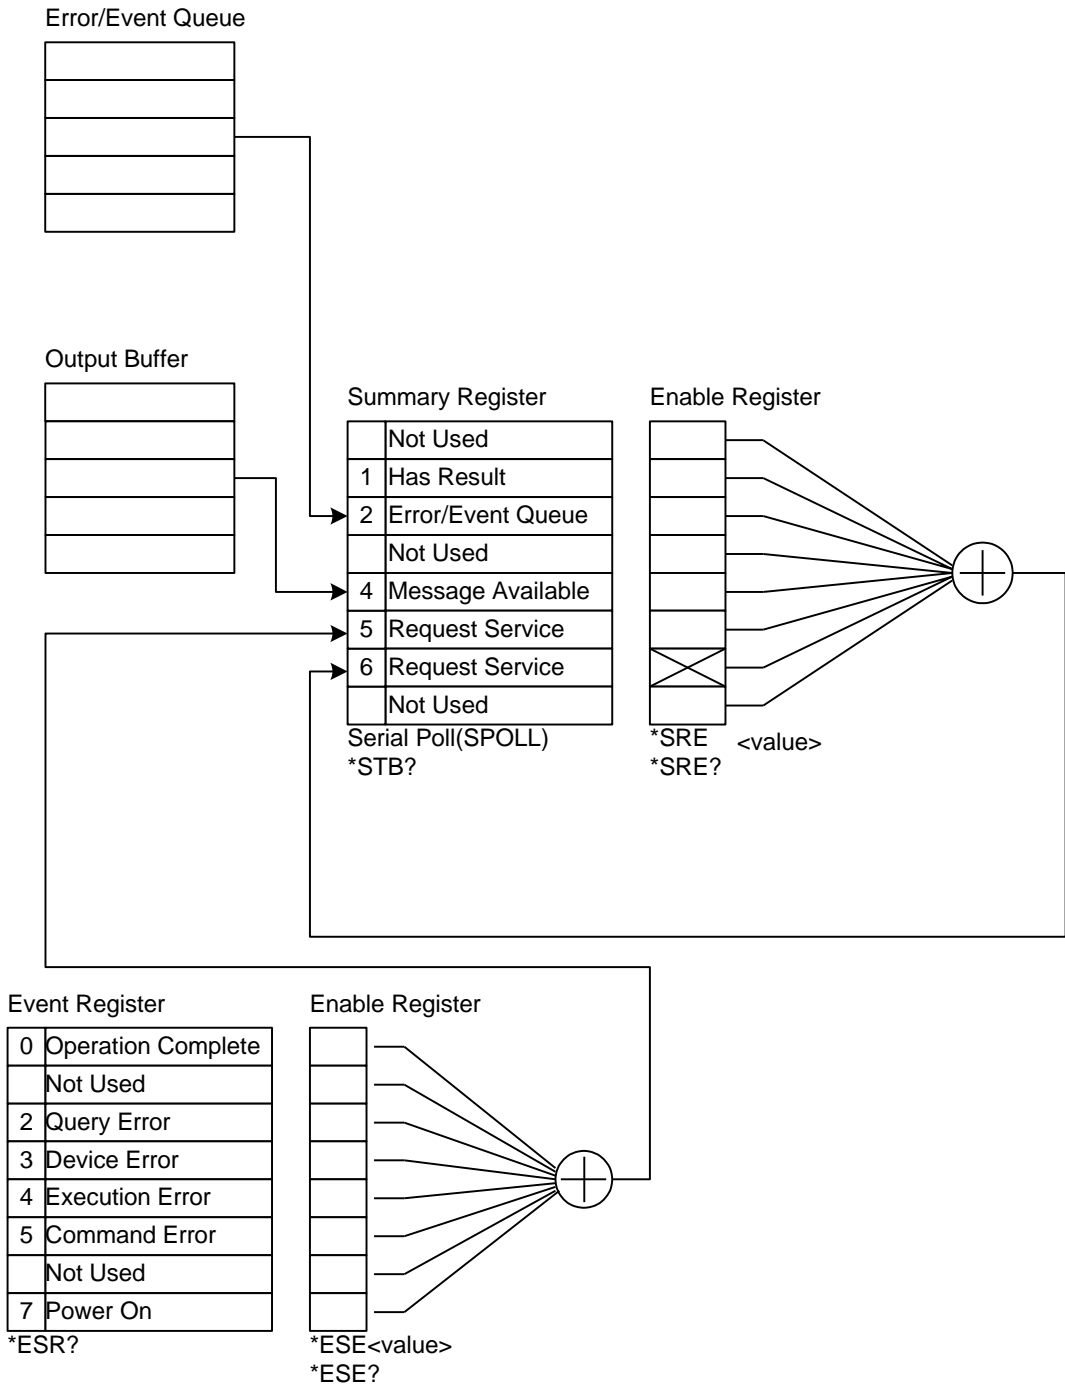 Error/Event Queue
Output Buffer
Summary Register
Not Used
1 Has Result
2 Error/Event Queue
Not Used
4 Message Available
5 Request Service
6 Request Service
Not Used
Serial Poll(SPOLL)
*STB?
Enable Register
*SRE <value>
*SRE?
Event Register
0 Operation Complete
Not Used
2 Query Error
3 Device Error
4 Execution Error
5 Command Error
Not Used
7 Power On
*ESR?
Enable Register
*ESE<value>
*ESE?